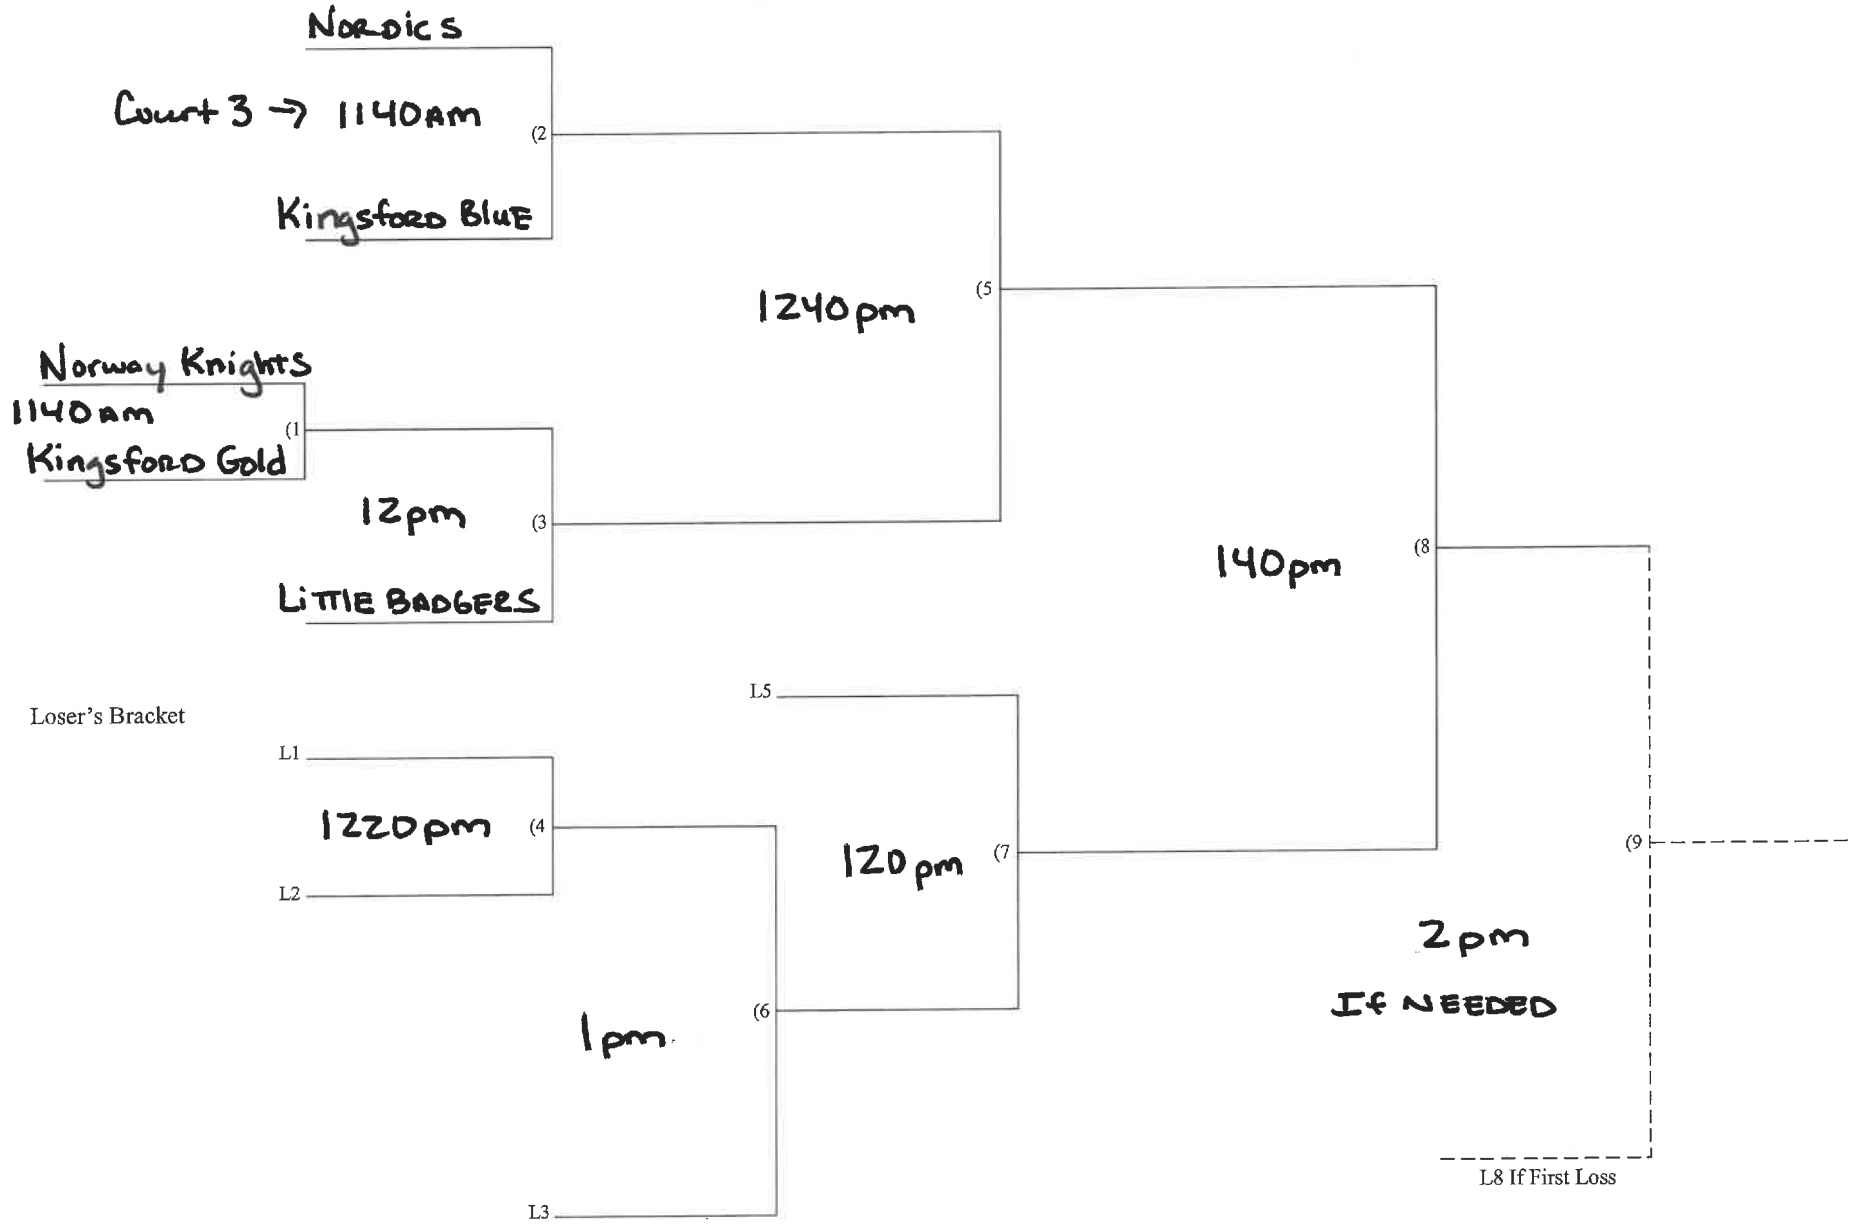 NORDICS
Court 3 → 1140AM
(2
Kingsford Blue
1240pm
(5
Norway Knights
1140AM
(1
Kingsford Gold
12pm
(3
140pm
(8
Little Badgers
L5
Loser's Bracket
L1
1220pm
(4
120pm
(7
(9
L2
2pm
If NEEDED
1pm
(6
L8 If First Loss
L3